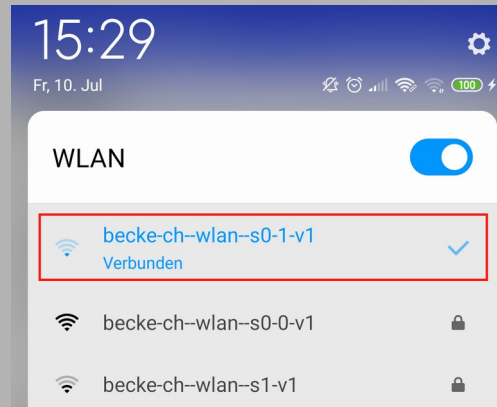 15:29
Fr, 10. Jul
100
WLAN
becke-ch--wlan--s0-1-v1
Verbunden
becke-ch--wlan--s0-0-v1
becke-ch--wlan--s1-v1